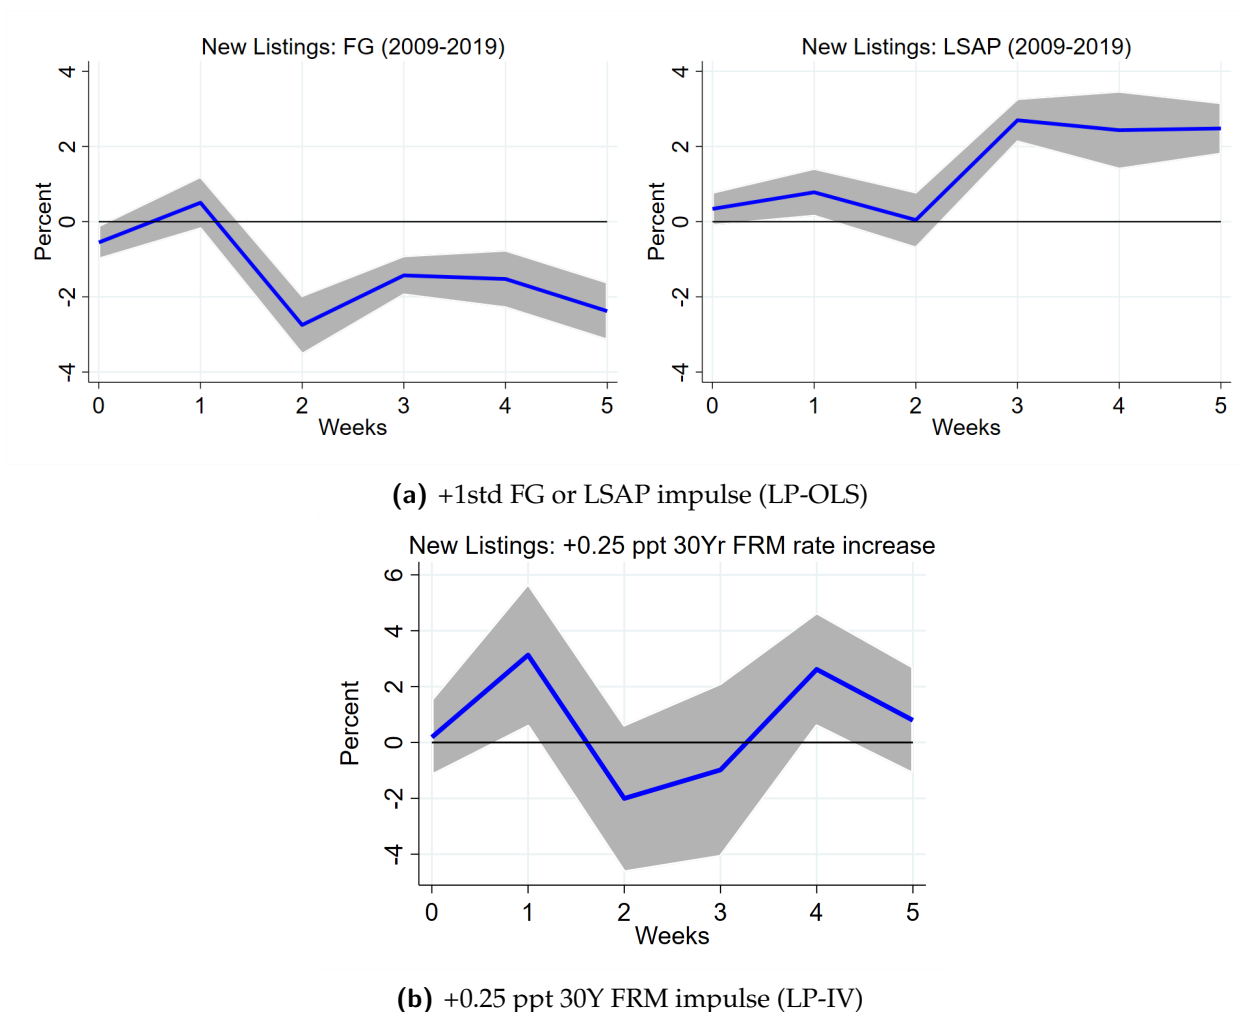 New Listings: FG (2009-2019)
Percent
4
2
0
-2
-4
0 1 2 3 4 5
Weeks
New Listings: LSAP (2009-2019)
Percent
4
2
0
-2
-4
0 1 2 3 4 5
Weeks
(a) +1std FG or LSAP impulse (LP-OLS)
New Listings: +0.25 ppt 30Yr FRM rate increase
Percent
6
4
2
0
-2
-4
0 1 2 3 4 5
Weeks
(b) +0.25 ppt 30Y FRM impulse (LP-IV)